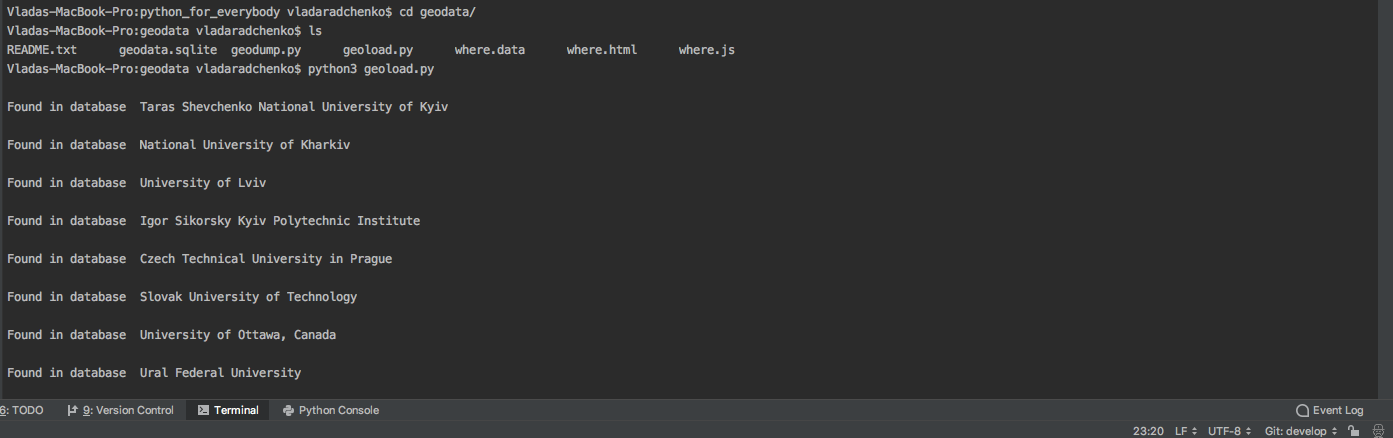 Vladas-MacBook-Pro:python_for_everybody vladaradchenko$ cd geodata/
Vladas-MacBook-Pro:geodata vladaradchenko$ ls
README.txt geodata.sqlite geodump.py geoload.py where.data where.html where.js
Vladas-MacBook-Pro:geodata vladaradchenko$ python3 geoload.py
Found in database Taras Shevchenko National University of Kyiv
Found in database National University of Kharkiv
Found in database University of Lviv
Found in database Igor Sikorsky Kyiv Polytechnic Institute
Found in database Czech Technical University in Prague
Found in database Slovak University of Technology
Found in database University of Ottawa, Canada
Found in database Ural Federal University
6: TODO 9: Version Control Terminal Python Console Event Log
23:20 LF UTF-8 Git: develop